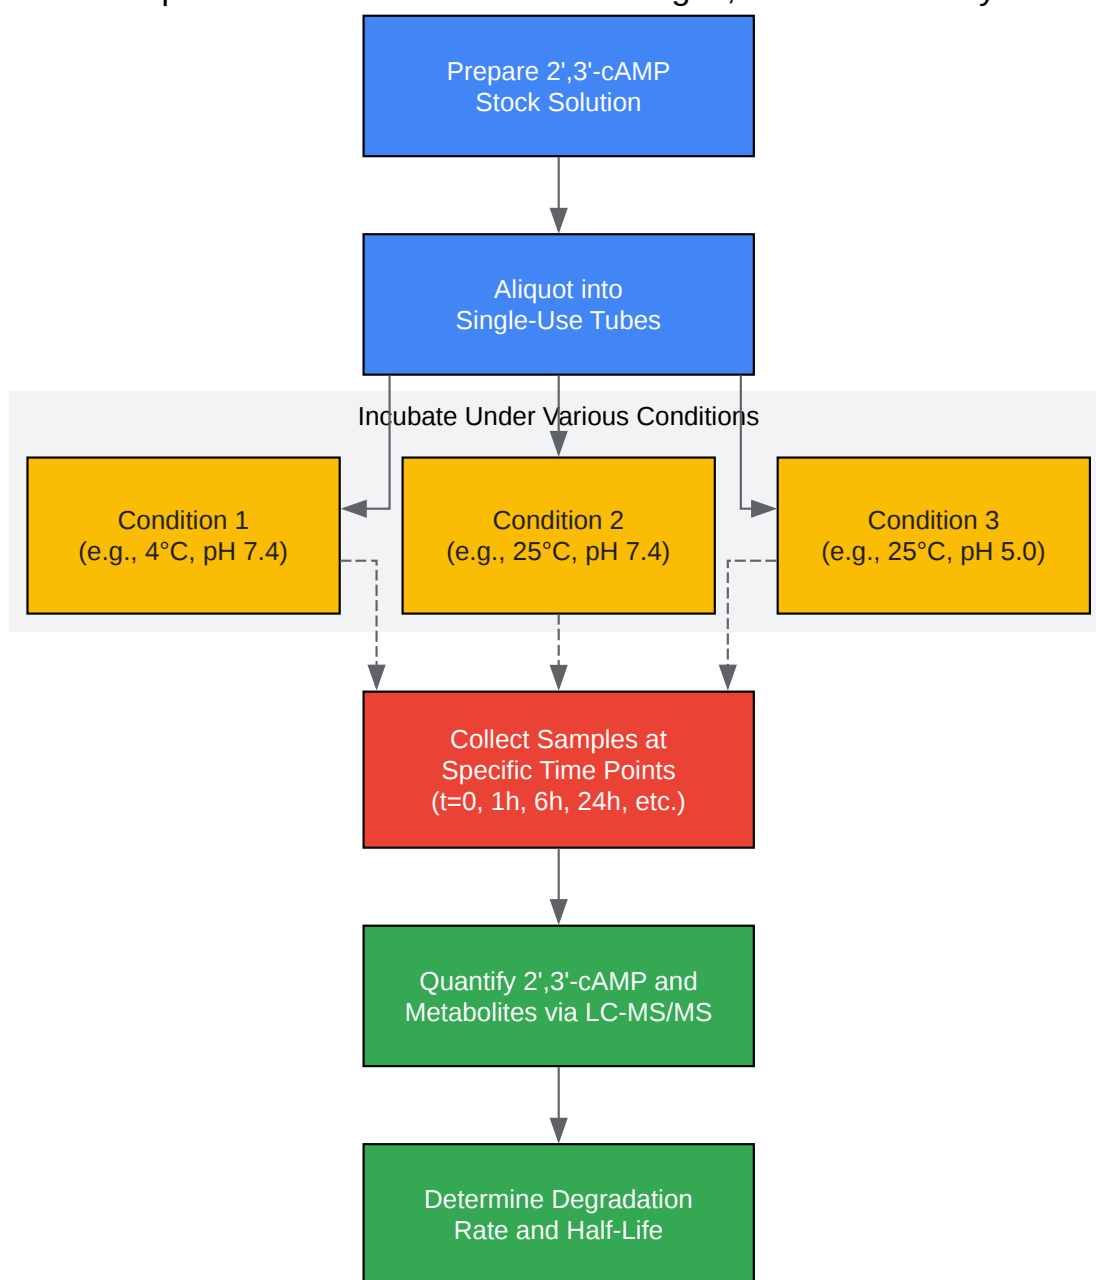 Prepare 2',3'-cAMP
Stock Solution
Aliquot into
Single-Use Tubes
Incubate Under Various Conditions
Condition 1
(e.g., 4°C, pH 7.4)
Condition 2
(e.g., 25°C, pH 7.4)
Condition 3
(e.g., 25°C, pH 5.0)
Collect Samples at
Specific Time Points
(t=0, 1h, 6h, 24h, etc.)
Quantify 2',3'-cAMP and
Metabolites via LC-MS/MS
Determine Degradation
Rate and Half-Life